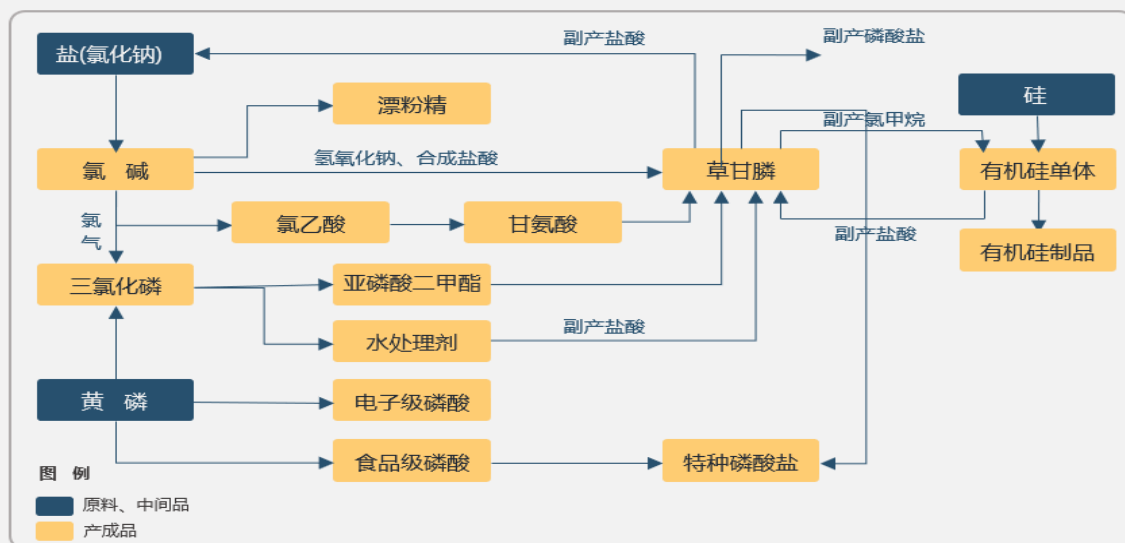 副产盐酸
副产磷酸盐
盐(氯化钠)
硅
漂粉精
副产氯甲烷
氢氧化钠、合成盐酸
氯 碱
草甘膦
有机硅单体
氯
气
氯乙酸
甘氨酸
副产盐酸
有机硅制品
三氯化磷
亚磷酸二甲酯
副产盐酸
水处理剂
黄 磷
电子级磷酸
食品级磷酸
特种磷酸盐
图 例
原料、中间品
产成品